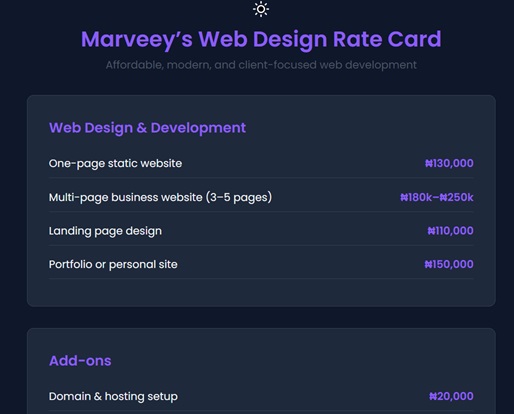 Marveey’s Web Design Rate Card
Affordable, modern, and client-focused web development
Web Design & Development
One-page static website ₦130,000
Multi-page business website (3–5 pages) ₦180k–₦250k
Landing page design ₦110,000
Portfolio or personal site ₦150,000
Add-ons
Domain & hosting setup ₦20,000